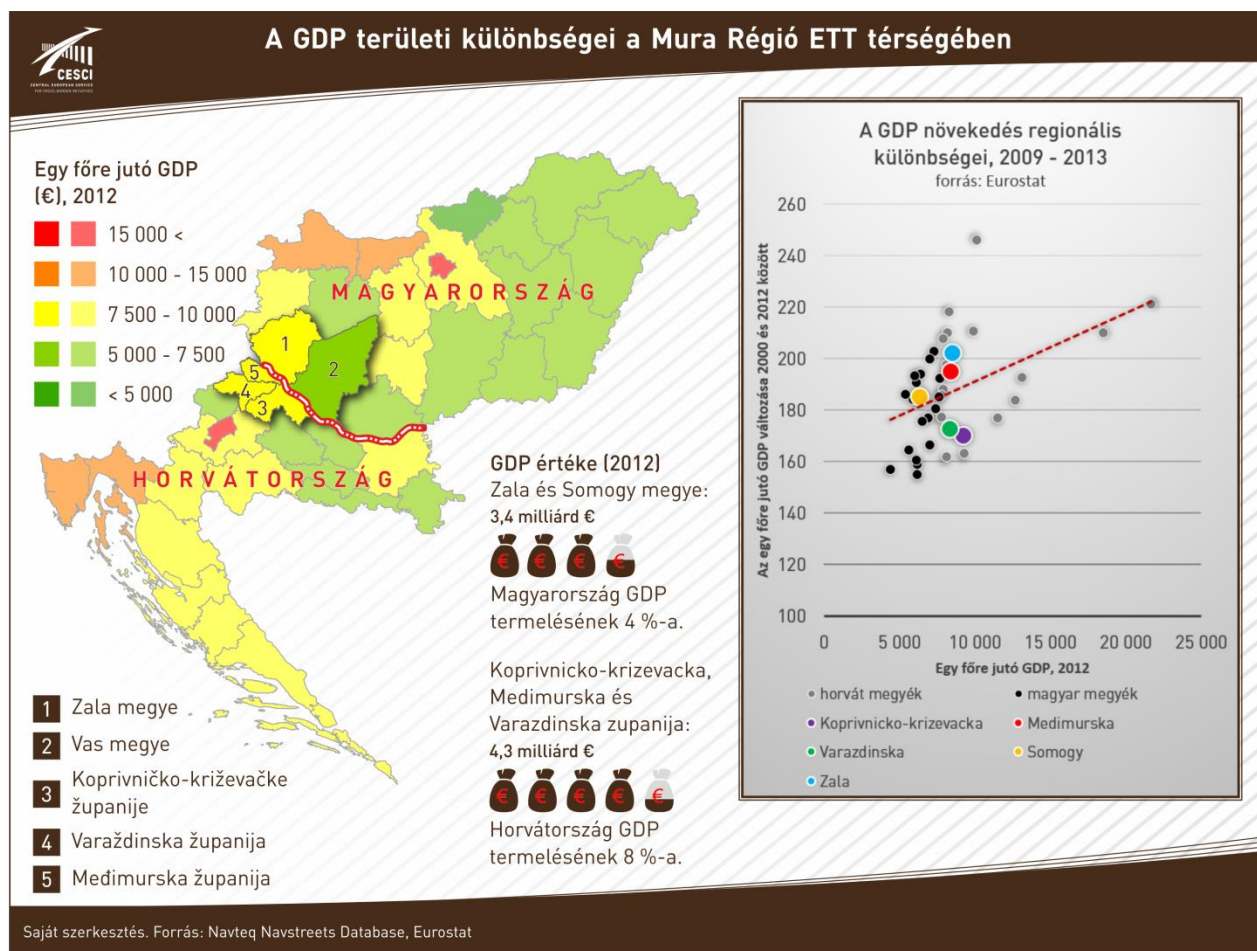 A GDP területi különbségei a Mura Régió ETT térségében
CESCI
CENTRAL EUROPEAN SERVICE
FOR CROSS-BORDER INITIATIVES
Egy főre jutó GDP
(€), 2012
15 000 <
10 000 - 15 000
7 500 - 10 000
5 000 - 7 500
< 5 000
MAGYARORSZÁG
HORVÁTORSZÁG
1
2
5
4
3
GDP értéke (2012)
Zala és Somogy megye:
3,4 milliárd €
€ € € €
Magyarország GDP
termelésének 4 %-a.
Koprivnicko-krizevacka,
Medimurska és
Varazdinska zupanija:
4,3 milliárd €
€ € € € €
Horvátország GDP
termelésének 8 %-a.
1 Zala megye
2 Vas megye
3 Koprivničko-križevačke
županije
4 Varaždinska županija
5 Međimurska županija
A GDP növekedés regionális
különbségei, 2009 - 2013
forrás: Eurostat
Az egy főre jutó GDP változása 2000 és 2012 között
260
240
220
200
180
160
140
120
100
0 5 000 10 000 15 000 20 000 25 000
Egy főre jutó GDP, 2012
horvát megyék magyar megyék
Koprivnicko-krizevacka Medimurska
Varazdinska Somogy
Zala
Saját szerkesztés. Forrás: Navteq Navstreets Database, Eurostat